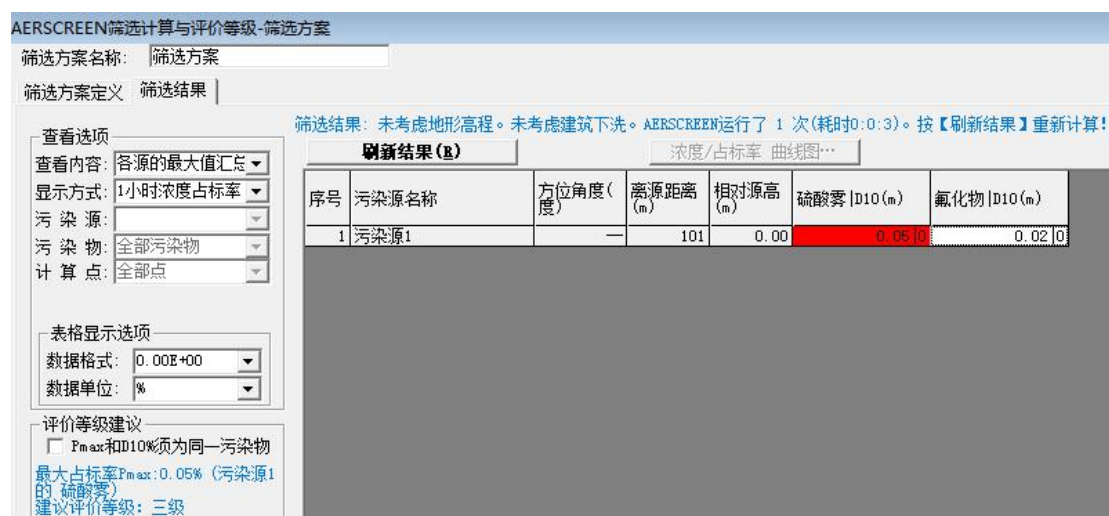 AERSCREEN筛选计算与评价等级-筛选方案
筛选方案名称: 筛选方案
筛选方案定义 筛选结果
筛选结果: 未考虑地形高程。未考虑建筑下洗。AERSCREEN运行了 1 次(耗时0:0:3)。按【刷新结果】重新计算!
查看选项
刷新结果(R) 浓度/占标率 曲线图…
查看内容: 各源的最大值汇总
显示方式: 1小时浓度占标率
污 染 源:
污 染 物: 全部污染物
计 算 点: 全部点
序号 污染源名称 方位角度(度) 离源距离(m) 相对源高(m) 硫酸雾|D10(m) 氟化物|D10(m)
1 污染源1 — 101 0.00 0.05|0 0.02|0
表格显示选项
数据格式: 0.00E+00
数据单位: %
评价等级建议
Pmax和D10%须为同一污染物
最大占标率Pmax:0.05% (污染源1
的 硫酸雾)
建议评价等级: 三级